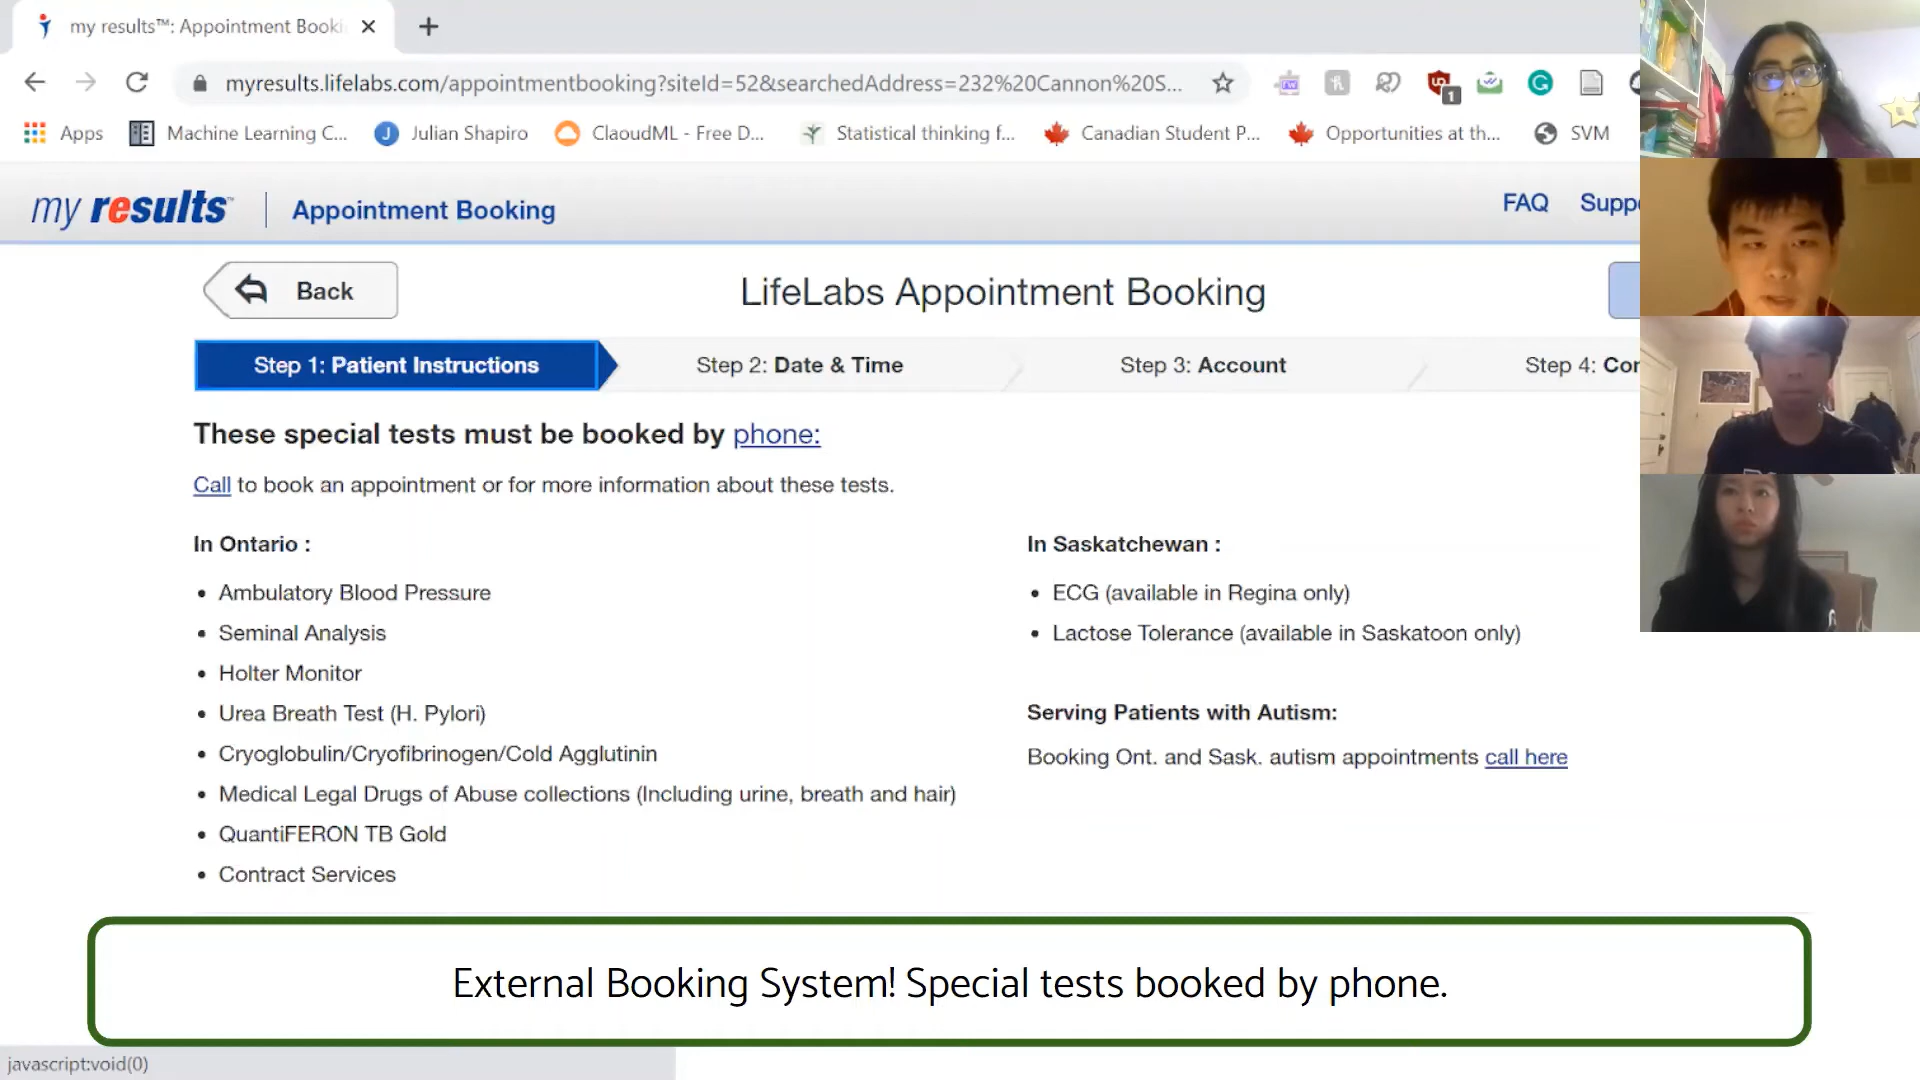 my results™: Appointment Booki
myresults.lifelabs.com/appointmentbooking?siteId=52&searchedAddress=232%20Cannon%20S...
1
Apps
Machine Learning C...
J
Julian Shapiro
ClaoudML - Free D...
Statistical thinking f...
Canadian Student P...
Opportunities at th...
SVM
my results™
Appointment Booking
FAQ
Suppo
Back
LifeLabs Appointment Booking
Step 1: Patient Instructions
Step 2: Date & Time
Step 3: Account
Step 4: Con
These special tests must be booked by phone:
Call to book an appointment or for more information about these tests.
In Ontario :
• Ambulatory Blood Pressure
• Seminal Analysis
• Holter Monitor
• Urea Breath Test (H. Pylori)
• Cryoglobulin/Cryofibrinogen/Cold Agglutinin
• Medical Legal Drugs of Abuse collections (Including urine, breath and hair)
• QuantiFERON TB Gold
• Contract Services
In Saskatchewan :
• ECG (available in Regina only)
• Lactose Tolerance (available in Saskatoon only)
Serving Patients with Autism:
Booking Ont. and Sask. autism appointments call here
External Booking System! Special tests booked by phone.
javascript:void(0)